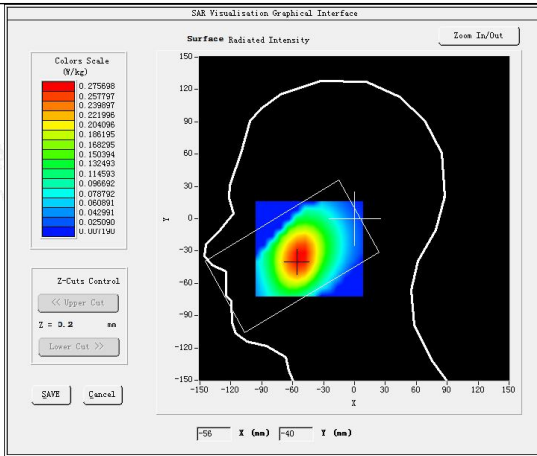 SAR Visualisation Graphical Interface
Surface Radiated Intensity
Zoom In/Out
Colors Scale
(W/kg)
0.275698
0.257797
0.239897
0.221996
0.204096
0.186195
0.168295
0.150394
0.132493
0.114593
0.096692
0.078792
0.060891
0.042991
0.025090
0.007190
Z-Cuts Control
<< Upper Cut
Z = 0.2 mm
Lower Cut >>
SAVE
Cancel
150
120
90
60
30
0
-30
-60
-90
-120
-150
Y
-150 -120 -90 -60 -30 0 30 60 90 120 150
X
-56 X (mm) -40 Y (mm)